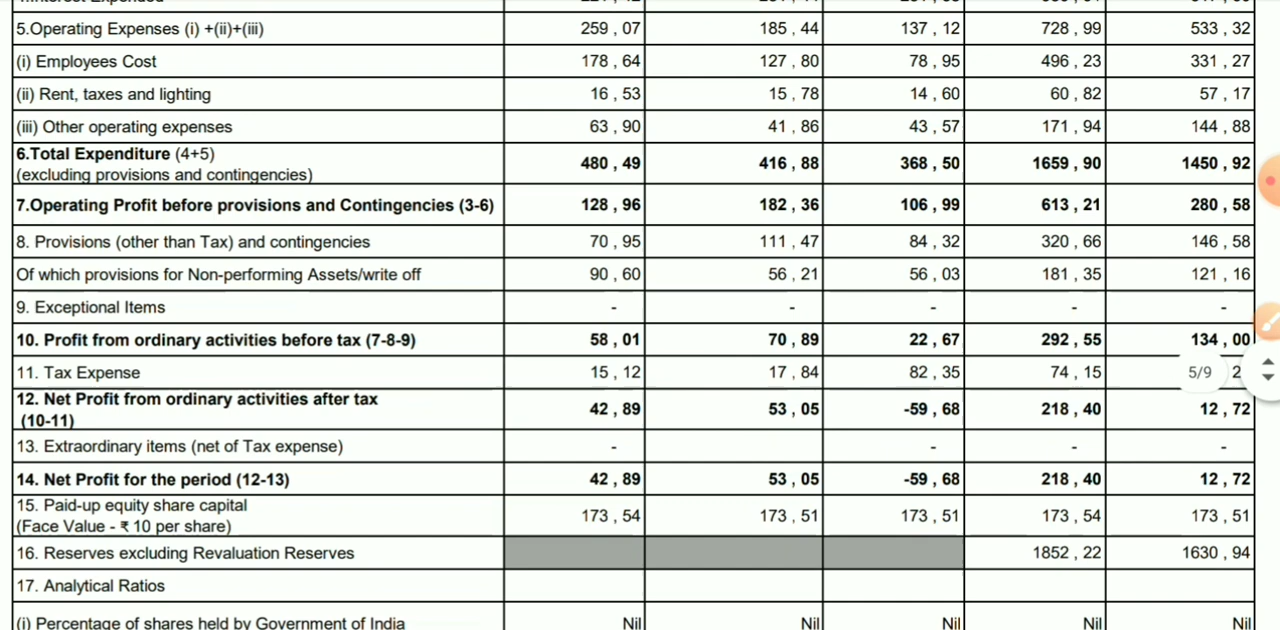 5.Operating Expenses (i) +(ii)+(iii) 259 , 07 185 , 44 137 , 12 728 , 99 533 , 32
(i) Employees Cost 178 , 64 127 , 80 78 , 95 496 , 23 331 , 27
(ii) Rent, taxes and lighting 16 , 53 15 , 78 14 , 60 60 , 82 57 , 17
(iii) Other operating expenses 63 , 90 41 , 86 43 , 57 171 , 94 144 , 88
6.Total Expenditure (4+5)
(excluding provisions and contingencies) 480 , 49 416 , 88 368 , 50 1659 , 90 1450 , 92
7.Operating Profit before provisions and Contingencies (3-6) 128 , 96 182 , 36 106 , 99 613 , 21 280 , 58
8. Provisions (other than Tax) and contingencies 70 , 95 111 , 47 84 , 32 320 , 66 146 , 58
Of which provisions for Non-performing Assets/write off 90 , 60 56 , 21 56 , 03 181 , 35 121 , 16
9. Exceptional Items - - - - -
10. Profit from ordinary activities before tax (7-8-9) 58 , 01 70 , 89 22 , 67 292 , 55 134 , 00
11. Tax Expense 15 , 12 17 , 84 82 , 35 74 , 15 5/9
12. Net Profit from ordinary activities after tax
(10-11) 42 , 89 53 , 05 -59 , 68 218 , 40 12 , 72
13. Extraordinary items (net of Tax expense) - - - -
14. Net Profit for the period (12-13) 42 , 89 53 , 05 -59 , 68 218 , 40 12 , 72
15. Paid-up equity share capital
(Face Value - ₹ 10 per share) 173 , 54 173 , 51 173 , 51 173 , 54 173 , 51
16. Reserves excluding Revaluation Reserves 1852 , 22 1630 , 94
17. Analytical Ratios
(i) Percentage of shares held by Government of India Nil Nil Nil Nil Nil